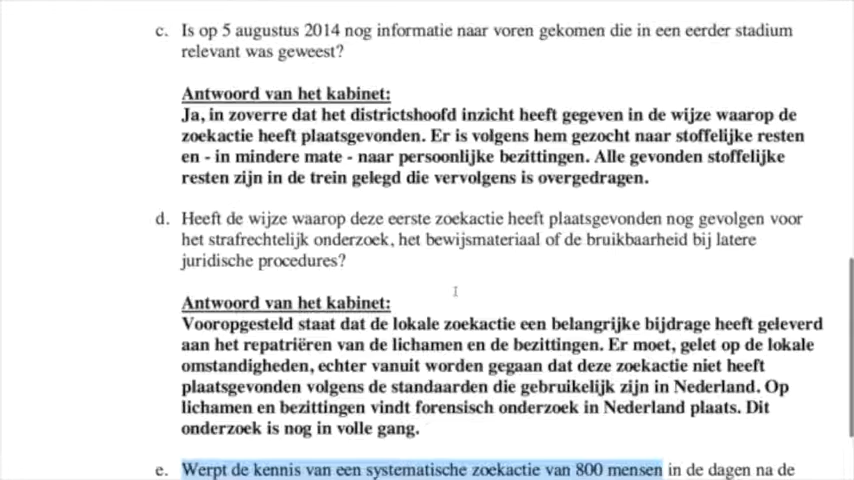 c. Is op 5 augustus 2014 nog informatie naar voren gekomen die in een eerder stadium
relevant was geweest?
Antwoord van het kabinet:
Ja, in zoverre dat het districtshoofd inzicht heeft gegeven in de wijze waarop de
zoekactie heeft plaatsgevonden. Er is volgens hem gezocht naar stoffelijke resten
en - in mindere mate - naar persoonlijke bezittingen. Alle gevonden stoffelijke
resten zijn in de trein gelegd die vervolgens is overgedragen.
d. Heeft de wijze waarop deze eerste zoekactie heeft plaatsgevonden nog gevolgen voor
het strafrechtelijk onderzoek, het bewijsmateriaal of de bruikbaarheid bij latere
juridische procedures?
Antwoord van het kabinet:
Vooropgesteld staat dat de lokale zoekactie een belangrijke bijdrage heeft geleverd
aan het repatriëren van de lichamen en de bezittingen. Er moet, gelet op de lokale
omstandigheden, echter vanuit worden gegaan dat deze zoekactie niet heeft
plaatsgevonden volgens de standaarden die gebruikelijk zijn in Nederland. Op
lichamen en bezittingen vindt forensisch onderzoek in Nederland plaats. Dit
onderzoek is nog in volle gang.
e. Werpt de kennis van een systematische zoekactie van 800 mensen in de dagen na de